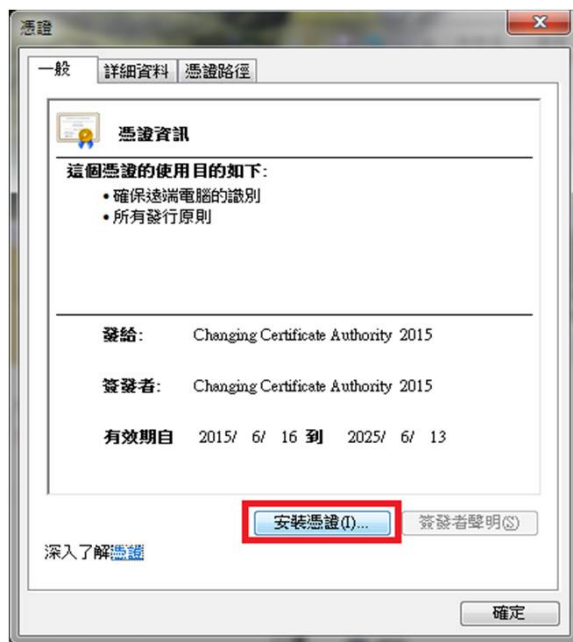 憑證
一般 詳細資料 憑證路徑
憑證資訊
這個憑證的使用目的如下:
• 確保遠端電腦的識別
• 所有發行原則
發給: Changing Certificate Authority 2015
簽發者: Changing Certificate Authority 2015
有效期自 2015/ 6/ 16 到 2025/ 6/ 13
安裝憑證(I)... 簽發者聲明(S)
深入了解憑證
確定